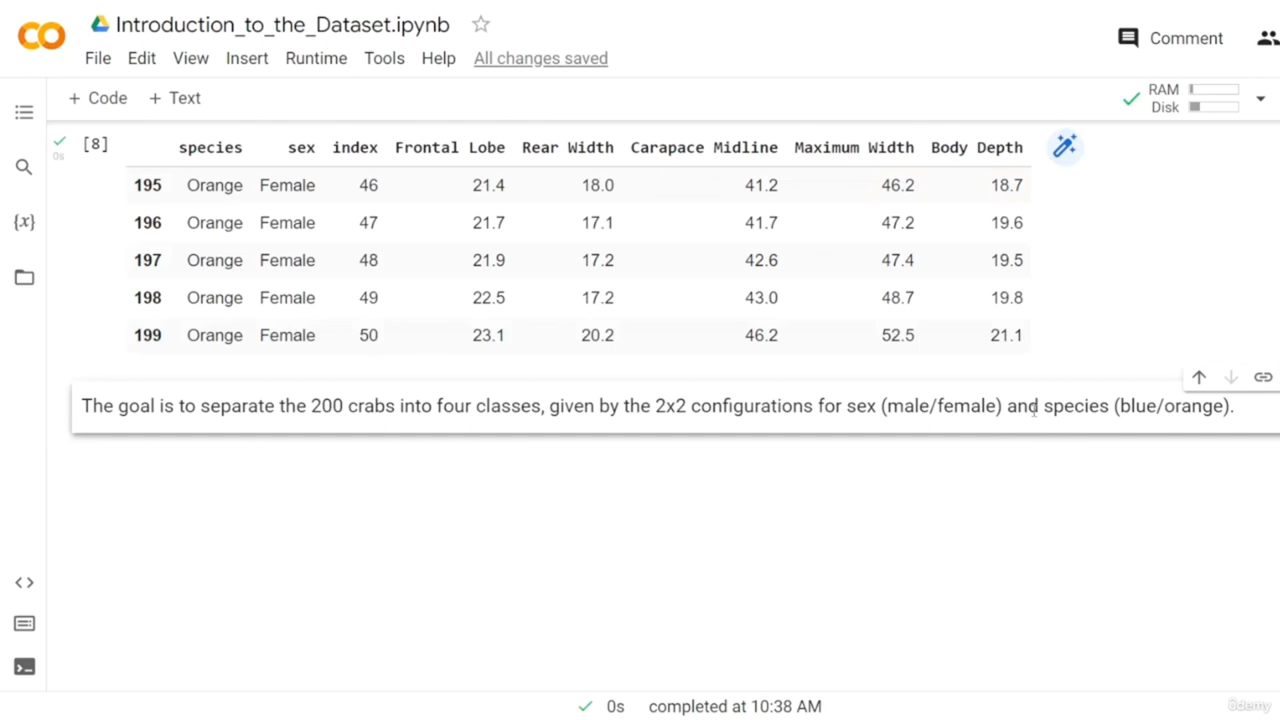 Introduction_to_the_Dataset.ipynb
Comment
File Edit View Insert Runtime Tools Help All changes saved
+ Code + Text
RAM
Disk
[8]
0s
species sex index Frontal Lobe Rear Width Carapace Midline Maximum Width Body Depth
195 Orange Female 46 21.4 18.0 41.2 46.2 18.7
196 Orange Female 47 21.7 17.1 41.7 47.2 19.6
{x}
197 Orange Female 48 21.9 17.2 42.6 47.4 19.5
198 Orange Female 49 22.5 17.2 43.0 48.7 19.8
199 Orange Female 50 23.1 20.2 46.2 52.5 21.1
The goal is to separate the 200 crabs into four classes, given by the 2x2 configurations for sex (male/female) and species (blue/orange).
0s completed at 10:38 AM
ûdemy